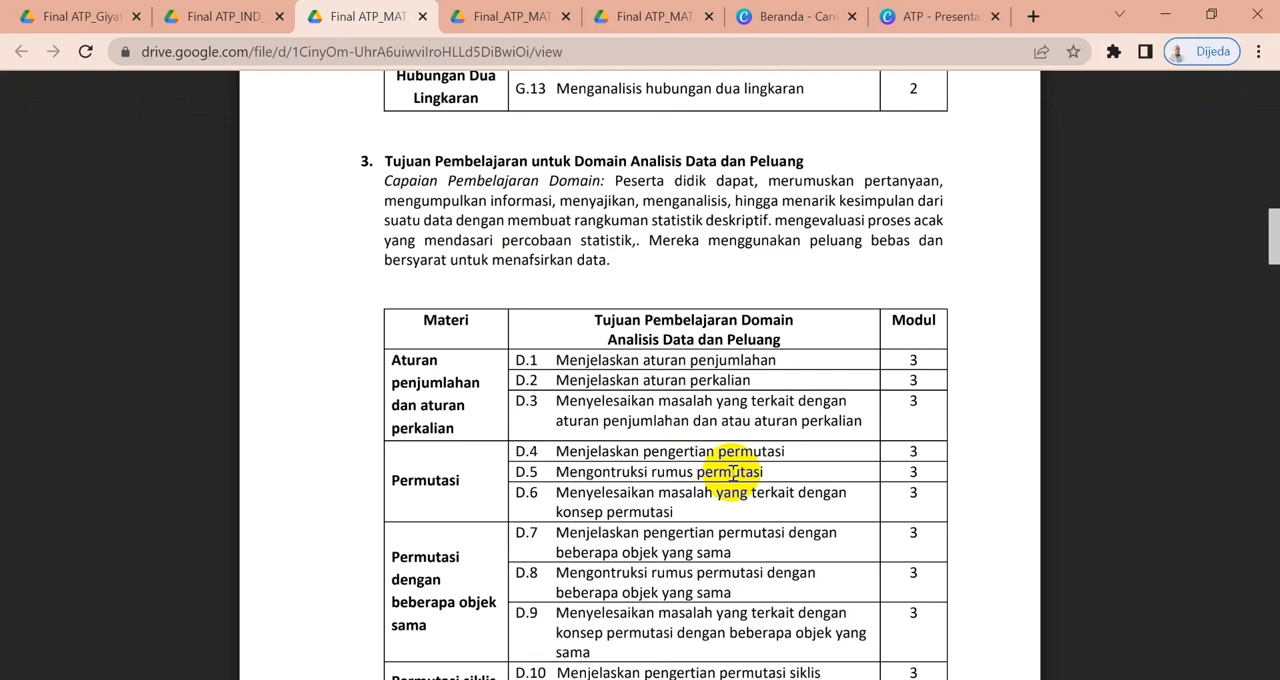 Final ATP_Giya
Final ATP_IND_
Final ATP_MAT
Final_ATP_MAT
Final ATP_MAT
Beranda - Can
ATP - Presenta
drive.google.com/file/d/1CinyOm-UhrA6uiwviIroHLLd5DiBwiOi/view
Dijeda
Hubungan Dua
Lingkaran
G.13 Menganalisis hubungan dua lingkaran
2
3. Tujuan Pembelajaran untuk Domain Analisis Data dan Peluang
Capaian Pembelajaran Domain: Peserta didik dapat, merumuskan pertanyaan,
mengumpulkan informasi, menyajikan, menganalisis, hingga menarik kesimpulan dari
suatu data dengan membuat rangkuman statistik deskriptif. mengevaluasi proses acak
yang mendasari percobaan statistik,. Mereka menggunakan peluang bebas dan
bersyarat untuk menafsirkan data.
Materi
Tujuan Pembelajaran Domain
Analisis Data dan Peluang
Modul
Aturan
penjumlahan
dan aturan
perkalian
D.1 Menjelaskan aturan penjumlahan
3
D.2 Menjelaskan aturan perkalian
3
D.3 Menyelesaikan masalah yang terkait dengan
aturan penjumlahan dan atau aturan perkalian
3
Permutasi
D.4 Menjelaskan pengertian permutasi
3
D.5 Mengontruksi rumus permutasi
3
D.6 Menyelesaikan masalah yang terkait dengan
konsep permutasi
3
Permutasi
dengan
beberapa objek
sama
D.7 Menjelaskan pengertian permutasi dengan
beberapa objek yang sama
3
D.8 Mengontruksi rumus permutasi dengan
beberapa objek yang sama
3
D.9 Menyelesaikan masalah yang terkait dengan
konsep permutasi dengan beberapa objek yang
sama
3
Permutasi siklis
D.10 Menjelaskan pengertian permutasi siklis
3